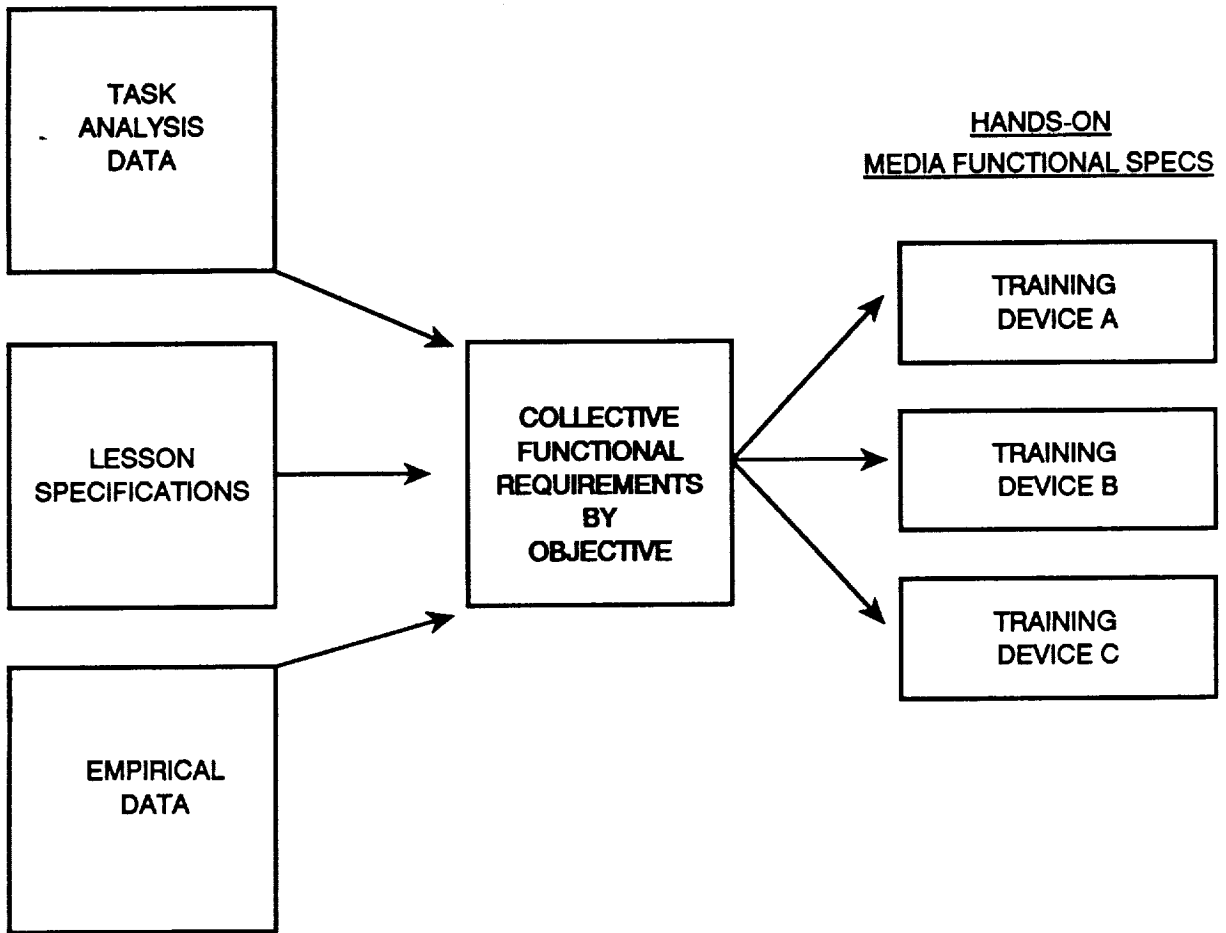 TASK
ANALYSIS
DATA
LESSON
SPECIFICATIONS
EMPIRICAL
DATA
COLLECTIVE
FUNCTIONAL
REQUIREMENTS
BY
OBJECTIVE
HANDS-ON
MEDIA FUNCTIONAL SPECS
TRAINING
DEVICE A
TRAINING
DEVICE B
TRAINING
DEVICE C